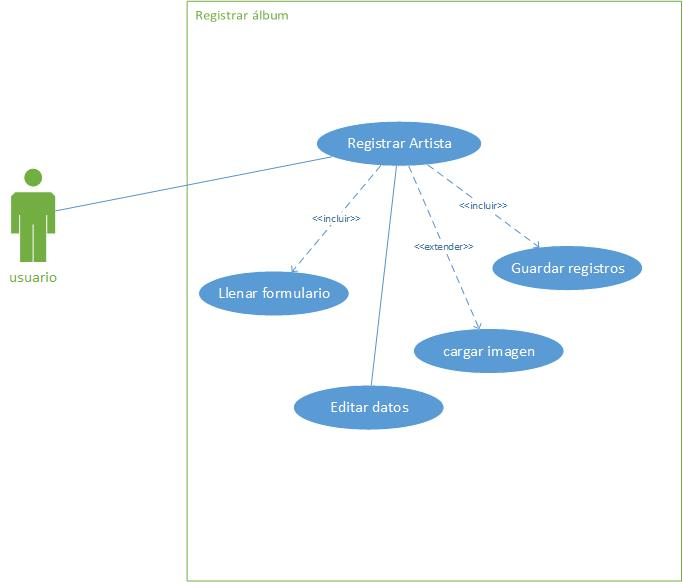 Registrar álbum
Registrar Artista
<<incluir>>
<<incluir>>
<<extender>>
usuario
Guardar registros
Llenar formulario
cargar imagen
Editar datos